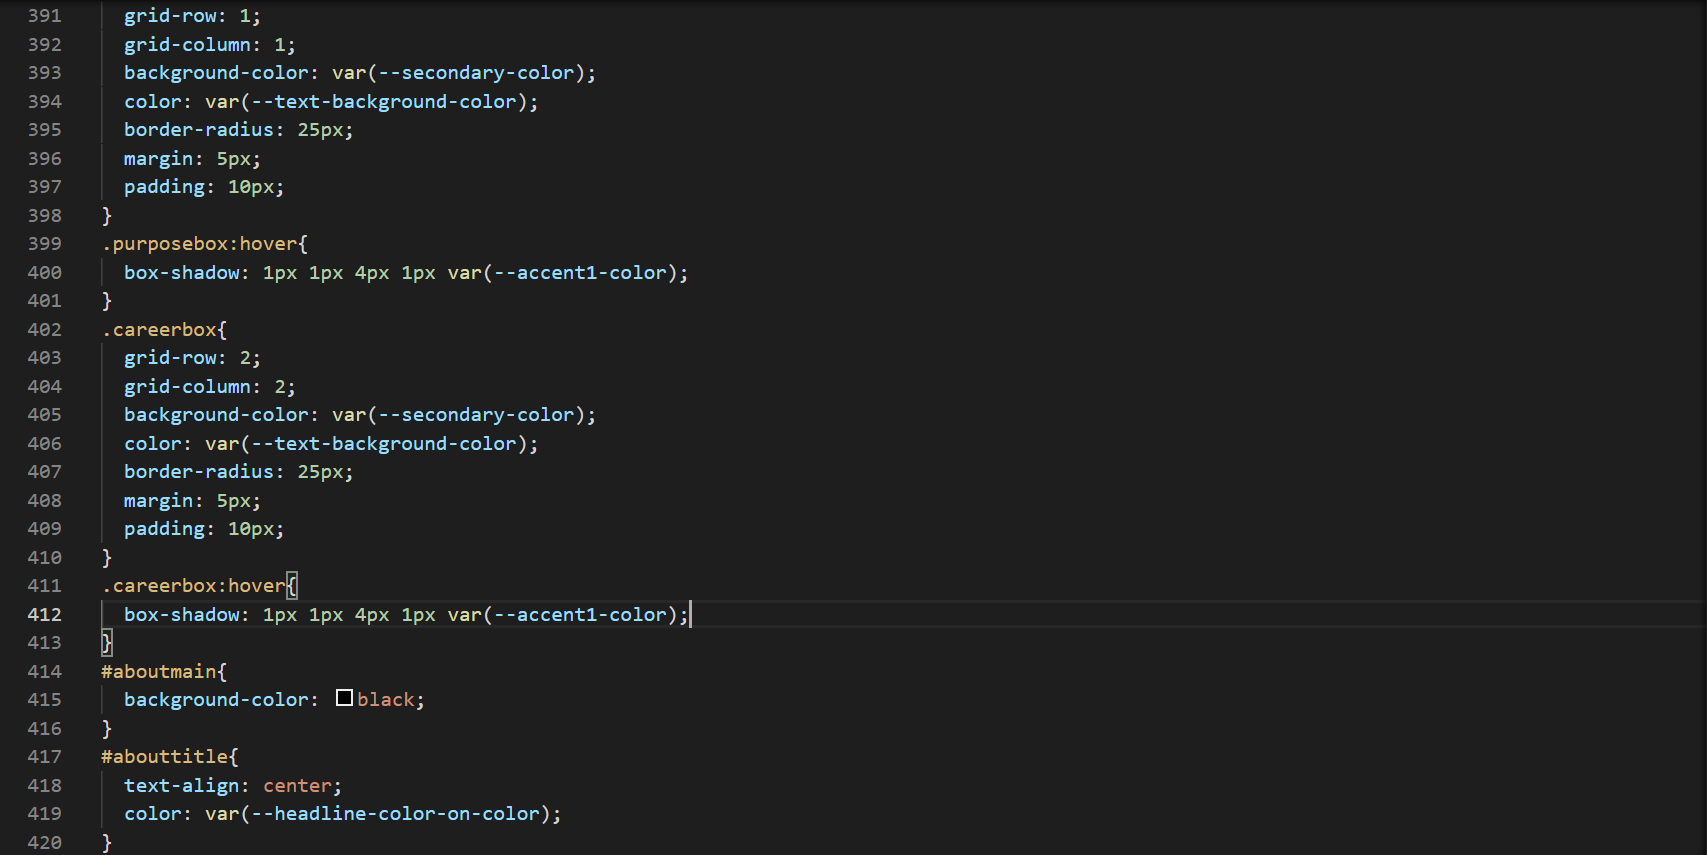 391 grid-row: 1;
392 grid-column: 1;
393 background-color: var(--secondary-color);
394 color: var(--text-background-color);
395 border-radius: 25px;
396 margin: 5px;
397 padding: 10px;
398 }
399 .purposebox:hover{
400 box-shadow: 1px 1px 4px 1px var(--accent1-color);
401 }
402 .careerbox{
403 grid-row: 2;
404 grid-column: 2;
405 background-color: var(--secondary-color);
406 color: var(--text-background-color);
407 border-radius: 25px;
408 margin: 5px;
409 padding: 10px;
410 }
411 .careerbox:hover{
412 box-shadow: 1px 1px 4px 1px var(--accent1-color);
413 }
414 #aboutmain{
415 background-color: black;
416 }
417 #abouttitle{
418 text-align: center;
419 color: var(--headline-color-on-color);
420 }